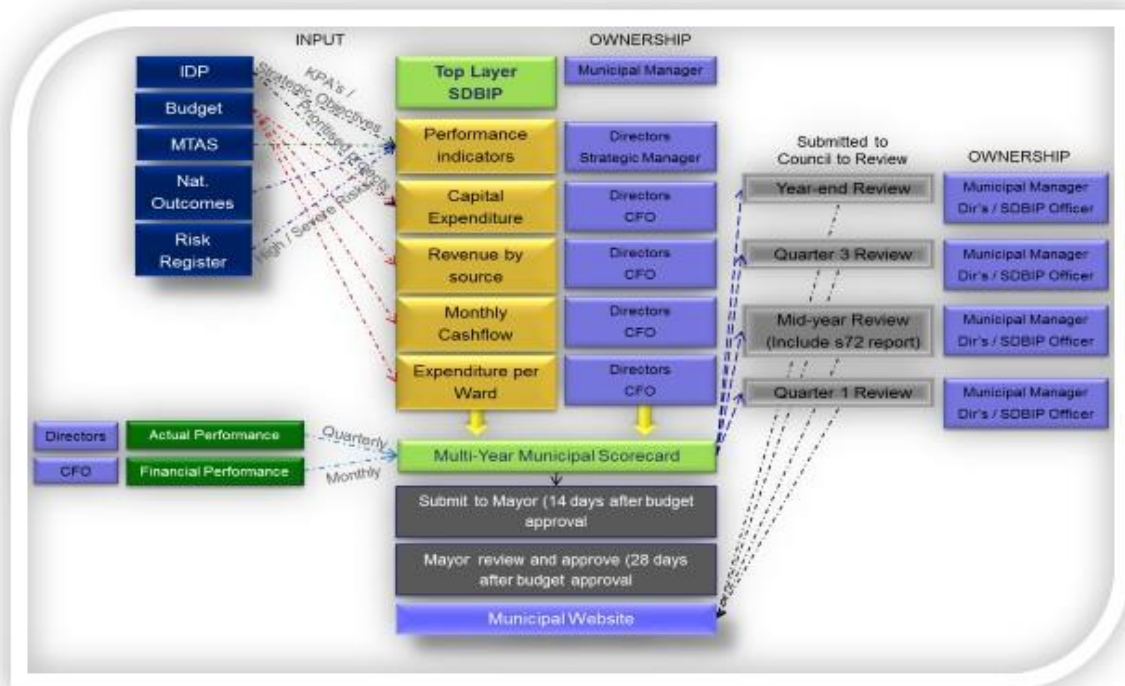 INPUT
OWNERSHIP
IDP
Budget
MTAS
Nat.
Outcomes
Risk
Register
KPA's /
Strategic Objectives
Prioritised
High / Severe Risks
Top Layer
SDBIP
Municipal Manager
Performance
indicators
Directors
Strategic Manager
Capital
Expenditure
Directors
CFO
Revenue by
source
Directors
CFO
Monthly
Cashflow
Directors
CFO
Expenditure per
Ward
Directors
CFO
Submitted to
Council to Review
OWNERSHIP
Year-end Review
Municipal Manager
Dir's / SDBIP Officer
Quarter 3 Review
Municipal Manager
Dir's / SDBIP Officer
Mid-year Review
(Include s72 report)
Municipal Manager
Dir's / SDBIP Officer
Quarter 1 Review
Municipal Manager
Dir's / SDBIP Officer
Directors
Actual Performance
Quarterly
CFO
Financial Performance
Monthly
Multi-Year Municipal Scorecard
Submit to Mayor (14 days after budget
approval
Mayor review and approve (28 days
after budget approval
Municipal Website